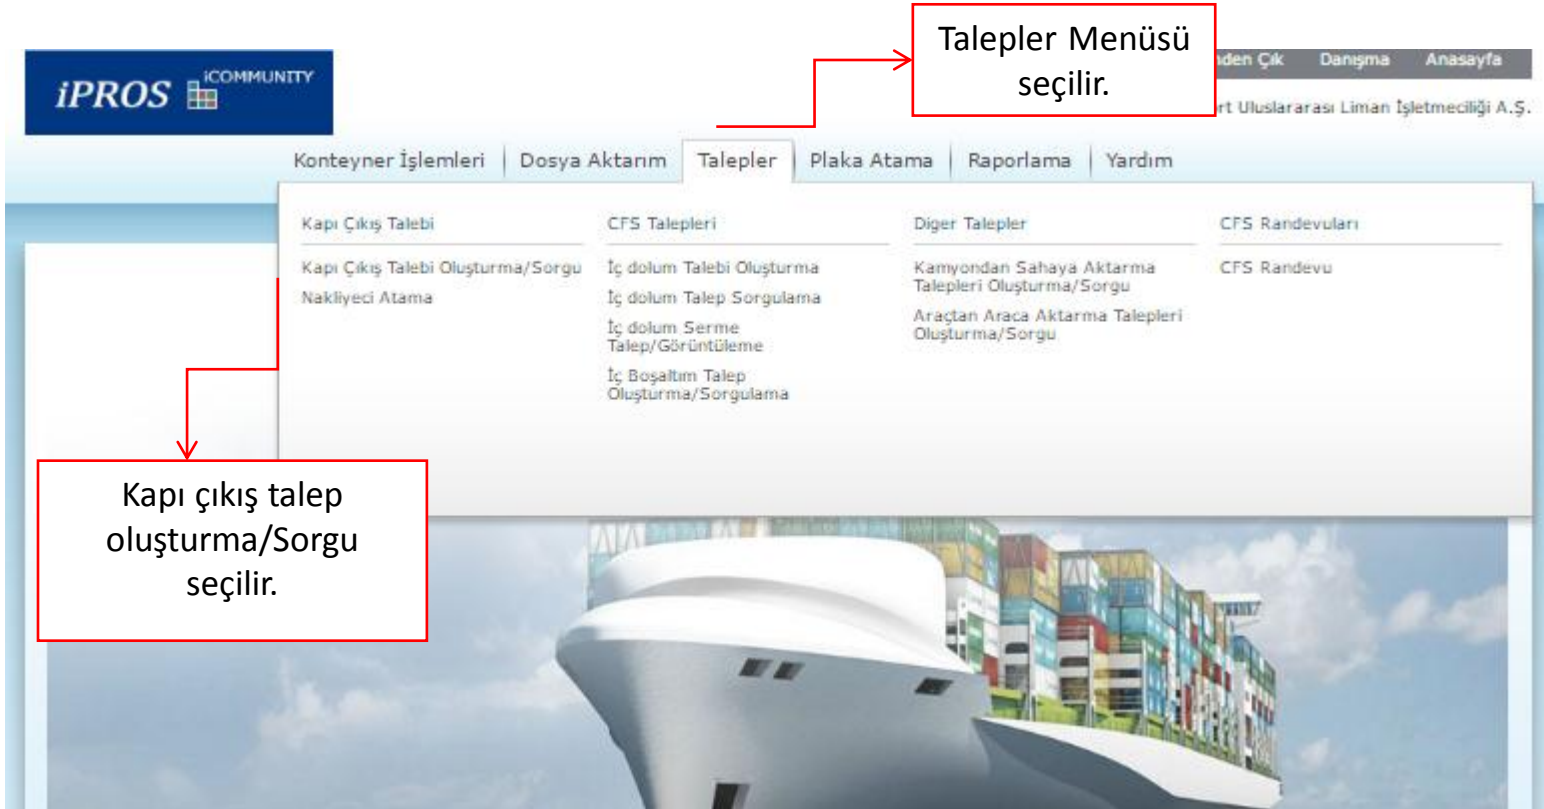 Talepler Menüsü
seçilir.
iPROS iCOMMUNITY
Çık Danışma Anasayfa
Uluslararası Liman İşletmeciliği A.Ş.
Konteyner İşlemleri Dosya Aktarım Talepler Plaka Atama Raporlama Yardım
Kapı Çıkış Talebi
Kapı Çıkış Talebi Oluşturma/Sorgu
Nakliyeci Atama
CFS Talepleri
İç dolum Talebi Oluşturma
İç dolum Talep Sorgulama
İç dolum Serme
Talep/Görüntüleme
İç Boşaltım Talep
Oluşturma/Sorgulama
Diger Talepler
Kamyondan Sahaya Aktarma
Talepleri Oluşturma/Sorgu
Araçtan Araca Aktarma Talepleri
Oluşturma/Sorgu
CFS Randevuları
CFS Randevu
Kapı çıkış talep
oluşturma/Sorgu
seçilir.